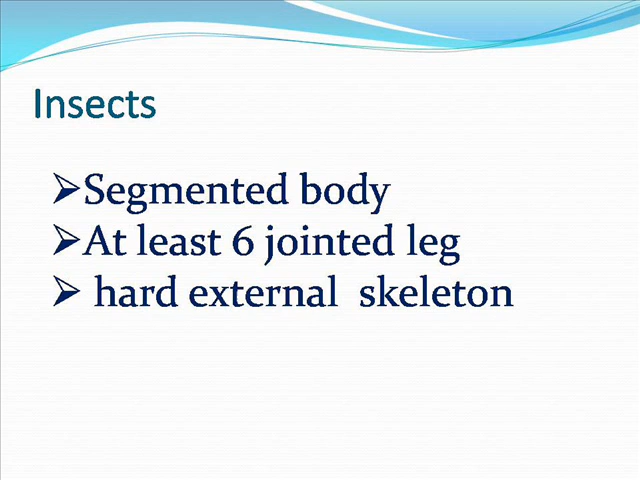 Insects
➢Segmented body
➢At least 6 jointed leg
➢ hard external  skeleton